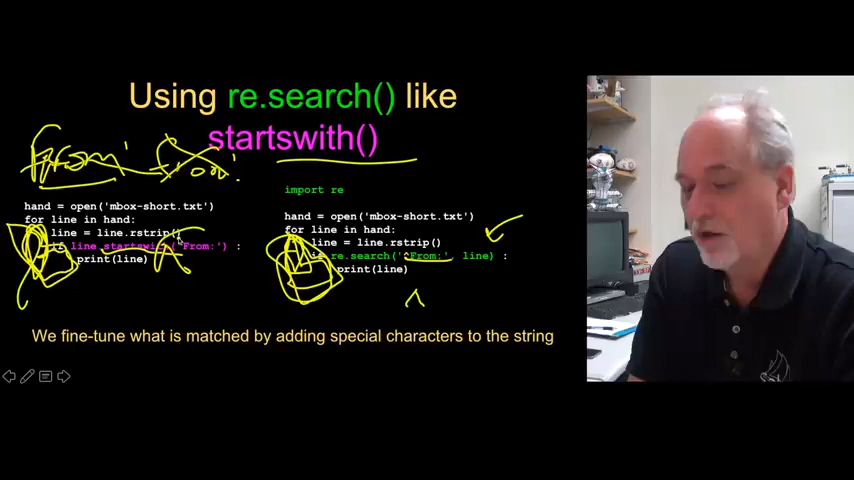 Using re.search() like
startswith()
From: from:
hand = open('mbox-short.txt')
for line in hand:
line = line.rstrip()
if line.startswith('From:') :
print(line)
import re
hand = open('mbox-short.txt')
for line in hand:
line = line.rstrip()
if re.search('^From:', line) :
print(line)
^
We fine-tune what is matched by adding special characters to the string